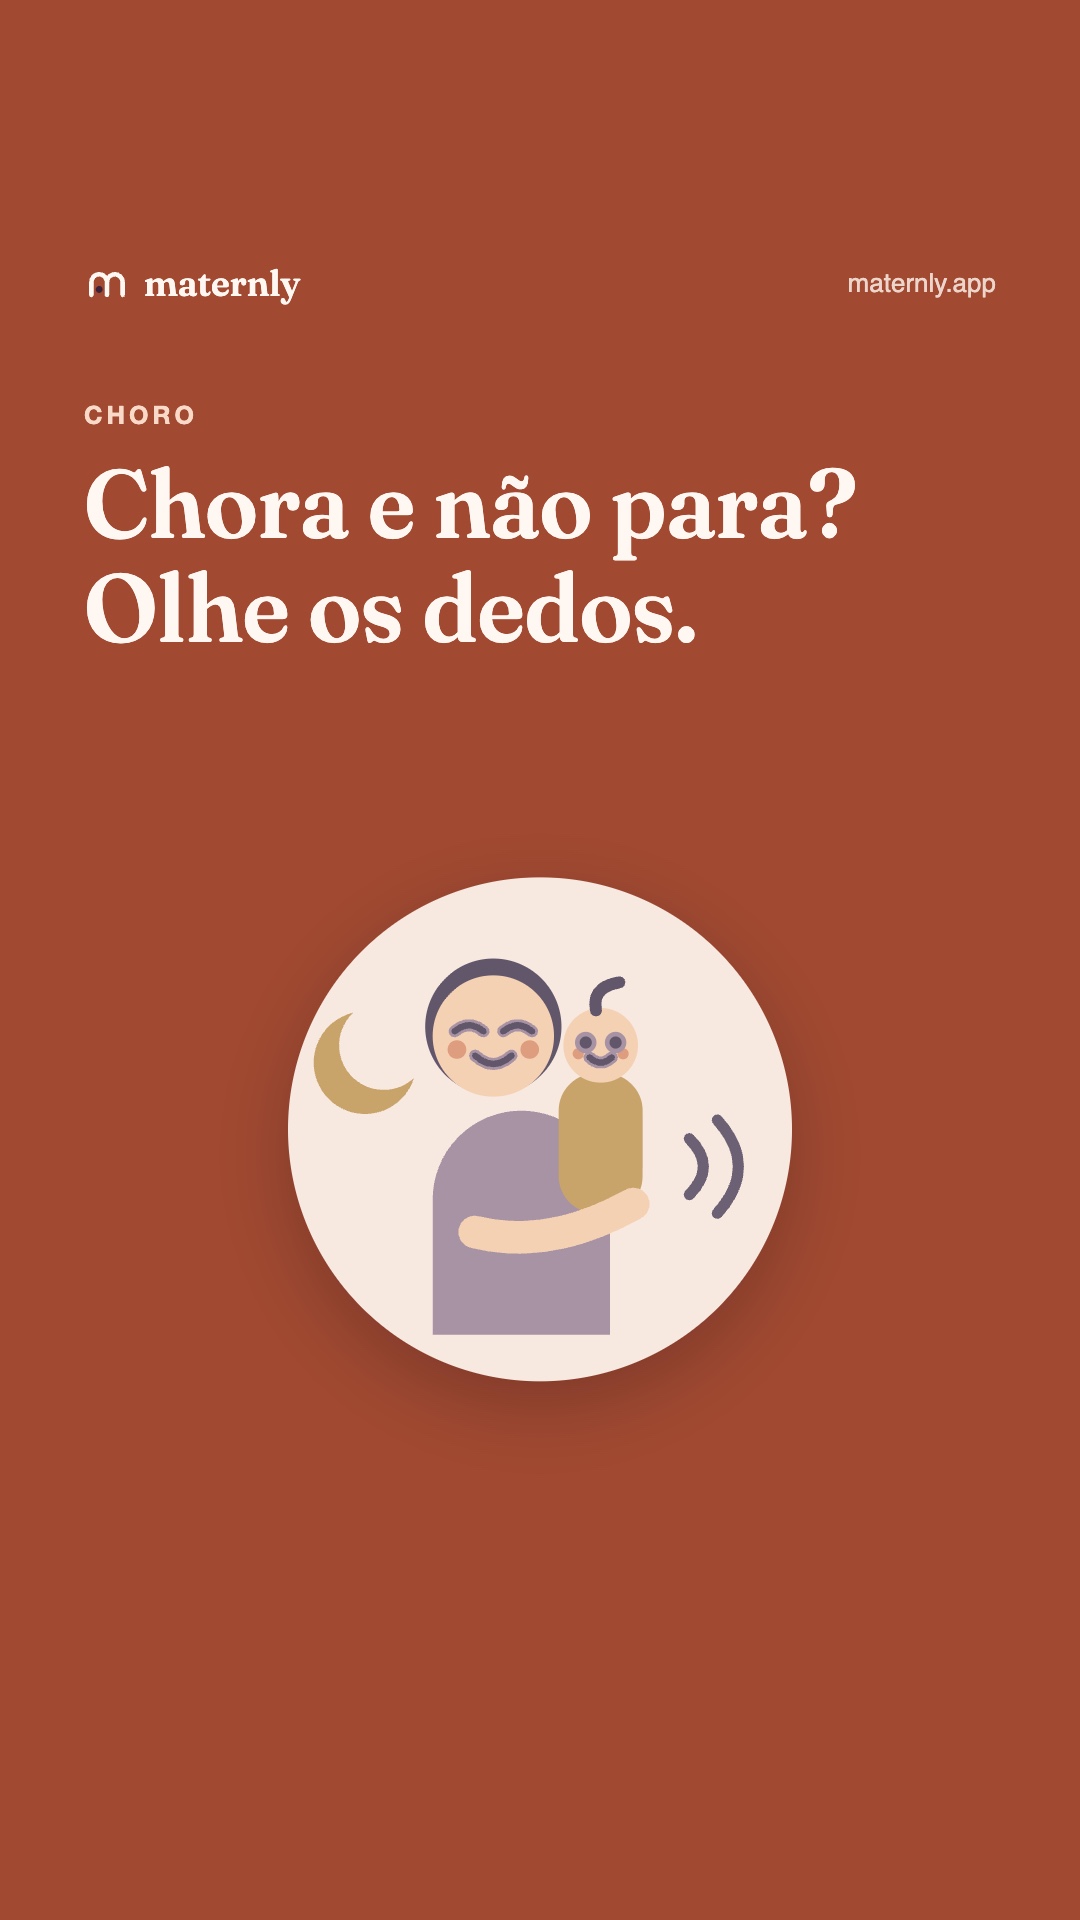 maternly
maternly.app
CHORO
Chora e não para?
Olhe os dedos.